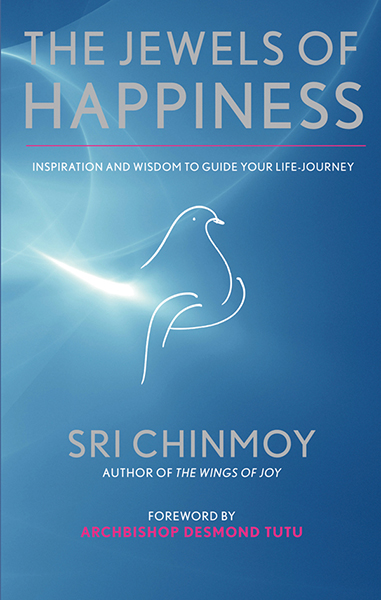 THE JEWELS OF
HAPPINESS
INSPIRATION AND WISDOM TO GUIDE YOUR LIFE-JOURNEY
SRI CHINMOY
AUTHOR OF THE WINGS OF JOY
FOREWORD BY
ARCHBISHOP DESMOND TUTU